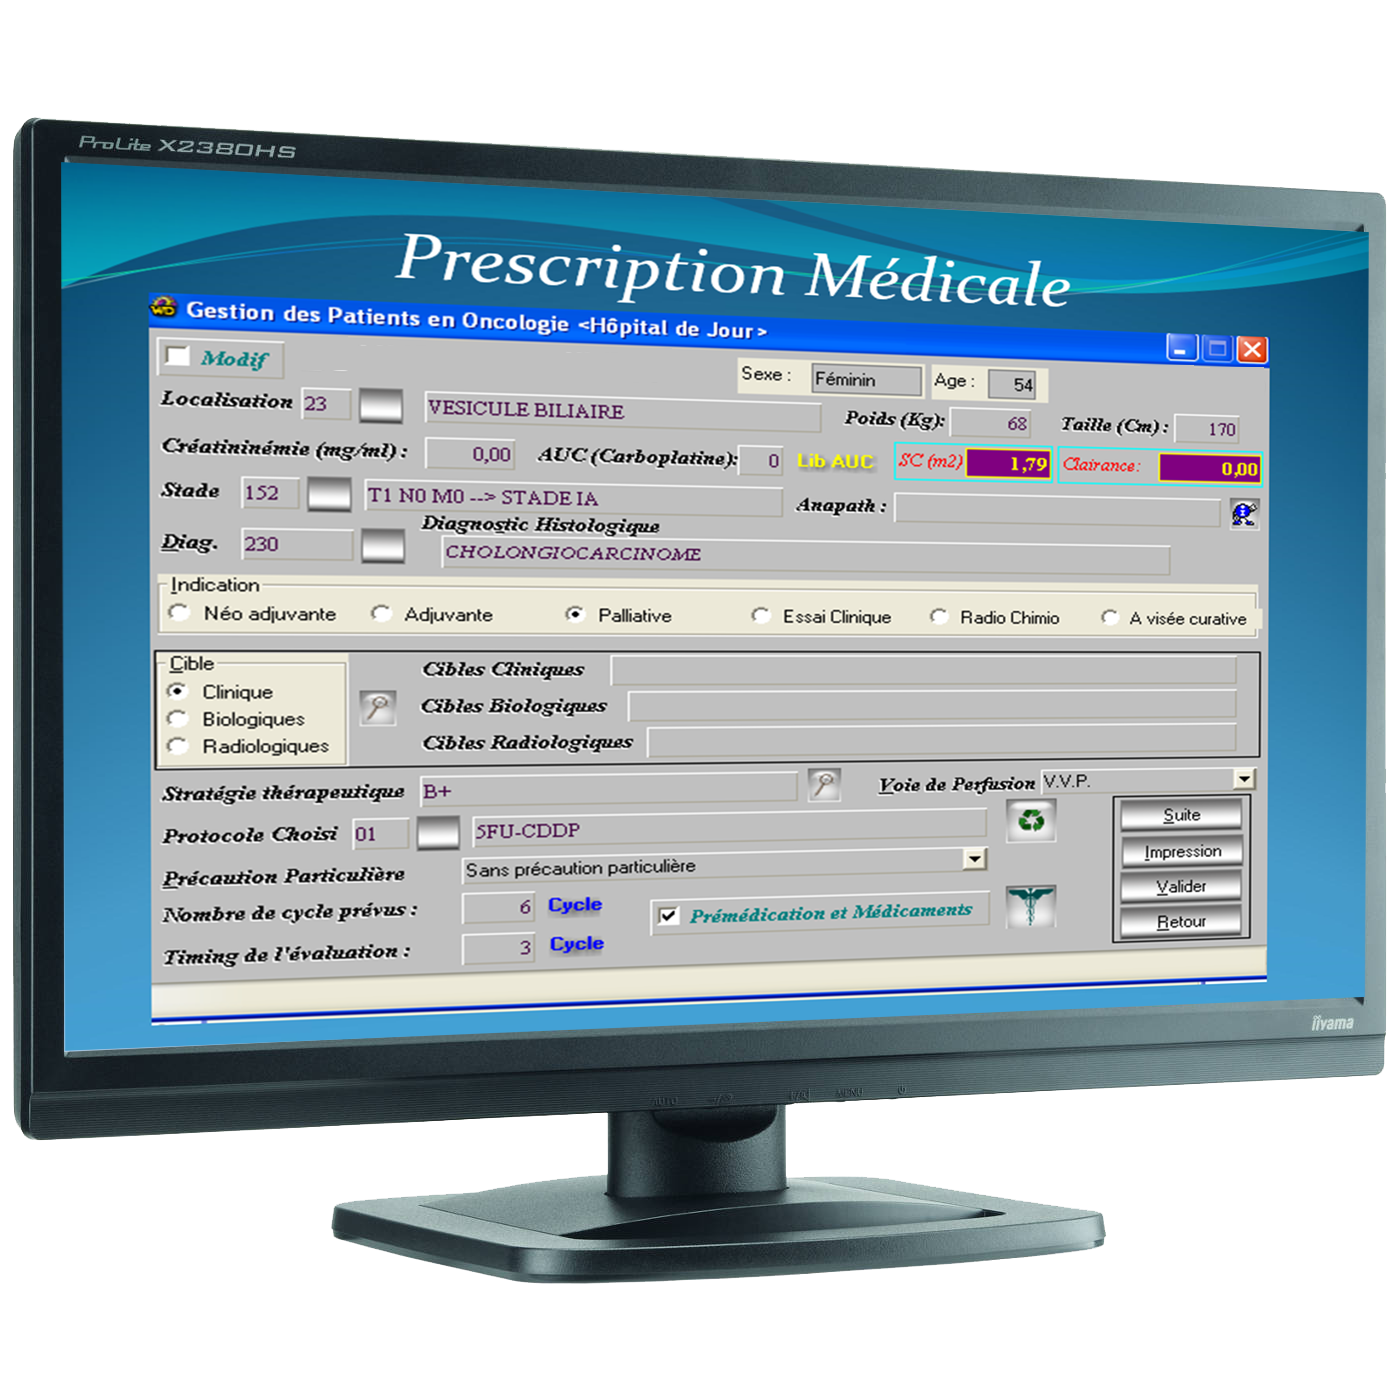 ProLite X2380HS
Prescription Médicale
Gestion des Patients en Oncologie <Hôpital de Jour>
Modif
Sexe : Féminin Age : 54
Localisation 23 VESICULE BILIAIRE Poids (Kg): 68 Taille (Cm) : 170
Créatininémie (mg/ml) : 0,00 AUC (Carboplatine): 0 Lib AUC SC (m2) 1,79 Clairance: 0,00
Stade 152 T1 N0 M0 --> STADE IA Anapath :
Diagnostic Histologique
Diag. 230 CHOLONGIOCARCINOME
Indication
Néo adjuvante Adjuvante Palliative Essai Clinique Radio Chimio A visée curative
Cible
Clinique
Biologiques
Radiologiques
Cibles Cliniques
Cibles Biologiques
Cibles Radiologiques
Stratégie thérapeutique B+ Voie de Perfusion V.V.P.
Protocole Choisi 01 5FU-CDDP
Précaution Particulière Sans précaution particulière
Nombre de cycle prévus : 6 Cycle
Prémédication et Médicaments
Timing de l'évaluation : 3 Cycle
Suite
Impression
Valider
Retour
iiyama
AUTO MENU